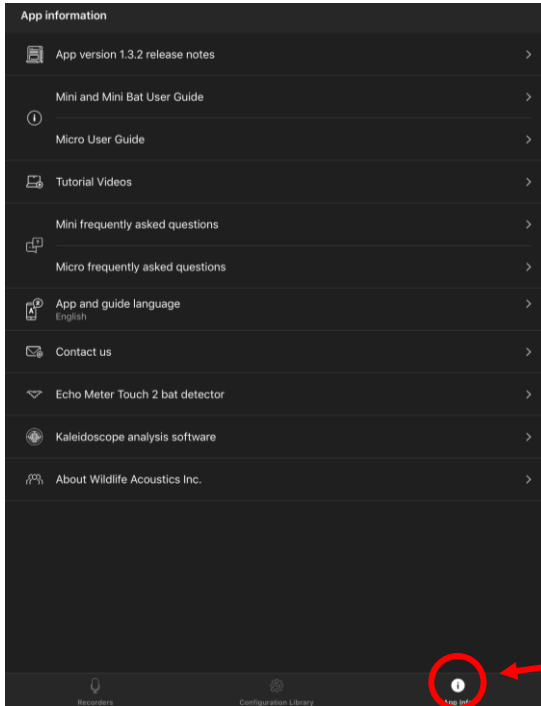 App information
App version 1.3.2 release notes
Mini and Mini Bat User Guide
Micro User Guide
Tutorial Videos
Mini frequently asked questions
Micro frequently asked questions
App and guide language
English
Contact us
Echo Meter Touch 2 bat detector
Kaleidoscope analysis software
About Wildlife Acoustics Inc.
Recorders
Configuration Library
App Info